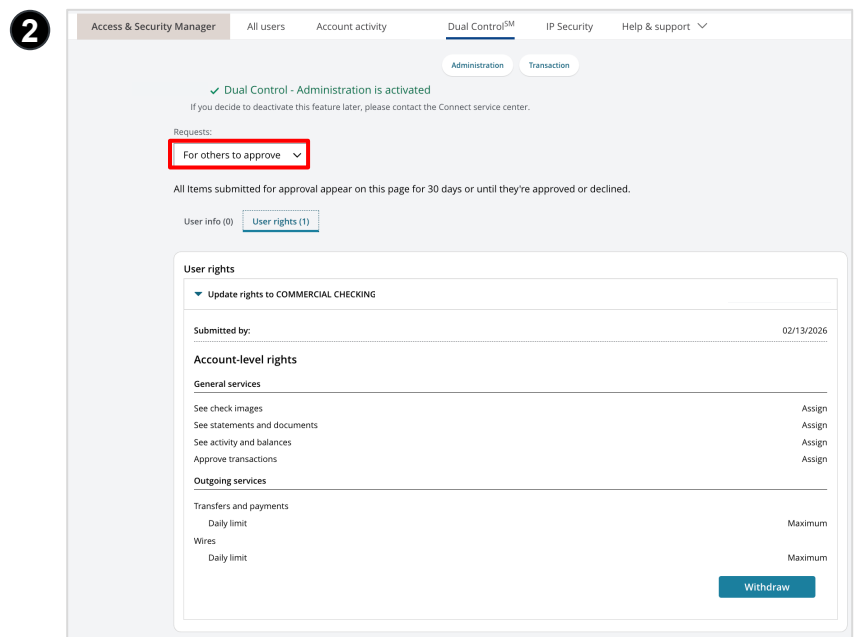 2
Access & Security Manager All users Account activity Dual ControlSM IP Security Help & support
Administration Transaction
Dual Control - Administration is activated
If you decide to deactivate this feature later, please contact the Connect service center.
Requests:
For others to approve
All Items submitted for approval appear on this page for 30 days or until they're approved or declined.
User info (0) User rights (1)
User rights
Update rights to COMMERCIAL CHECKING
Submitted by: 02/13/2026
Account-level rights
General services
See check images Assign
See statements and documents Assign
See activity and balances Assign
Approve transactions Assign
Outgoing services
Transfers and payments
Daily limit Maximum
Wires
Daily limit Maximum
Withdraw